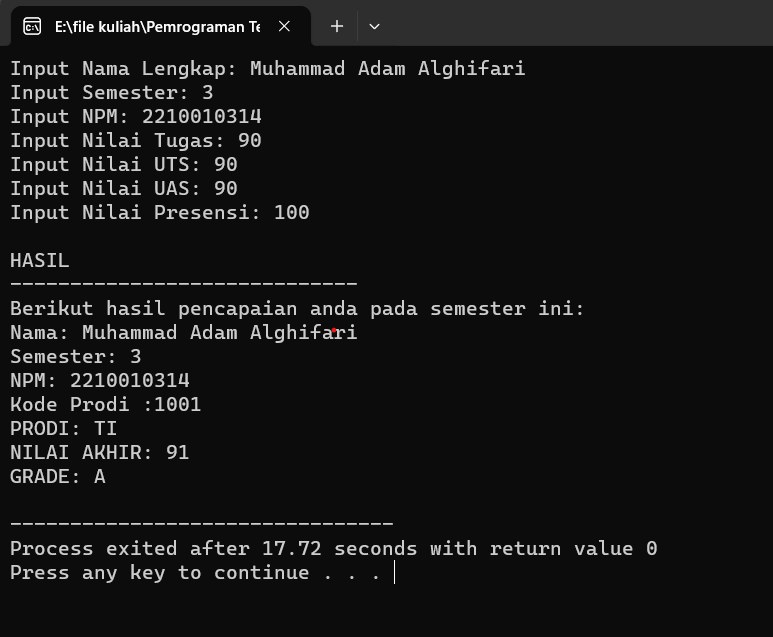 E:\file kuliah\Pemrograman Te
Input Nama Lengkap: Muhammad Adam Alghifari
Input Semester: 3
Input NPM: 2210010314
Input Nilai Tugas: 90
Input Nilai UTS: 90
Input Nilai UAS: 90
Input Nilai Presensi: 100
HASIL
-----------------------------
Berikut hasil pencapaian anda pada semester ini:
Nama: Muhammad Adam Alghifari
Semester: 3
NPM: 2210010314
Kode Prodi :1001
PRODI: TI
NILAI AKHIR: 91
GRADE: A
--------------------------------
Process exited after 17.72 seconds with return value 0
Press any key to continue . . .